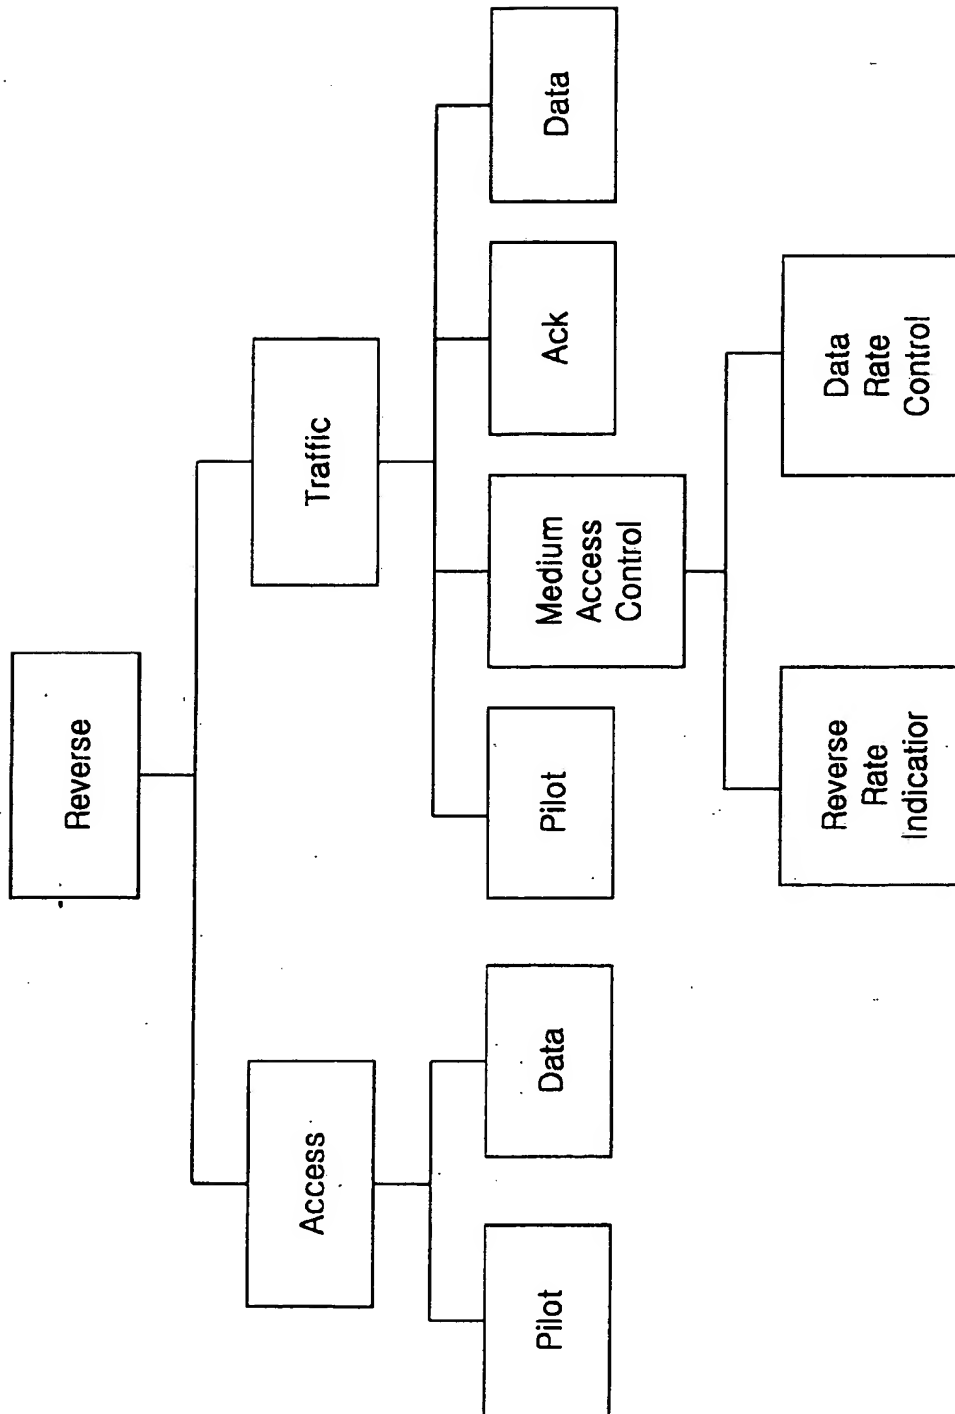 Reverse
Access
Traffic
Pilot
Data
Pilot
Medium
Access
Control
Ack
Data
Reverse
Rate
Indicatior
Data
Rate
Control